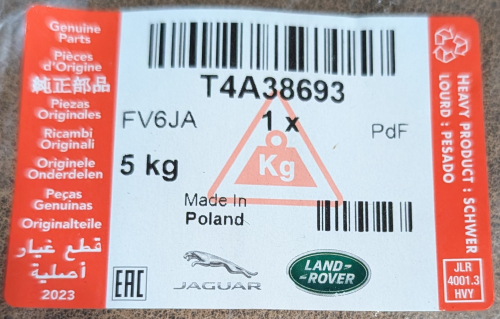 Genuine
Parts
Pièces
d'Origine
純正部品
Piezas
Originales
Ricambi
Originali
Originele
Onderdelen
Peças
Genuinas
Originalteile
قطع غيار
أصلية
2023
T4A38693
FV6JA
1 x
PdF
5 kg
Kg
Made In
Poland
EAC
JAGUAR
LAND-
ROVER
HEAVY PRODUCT : SCHWER
LOURD : PESADO
JLR
4001.3
HVY